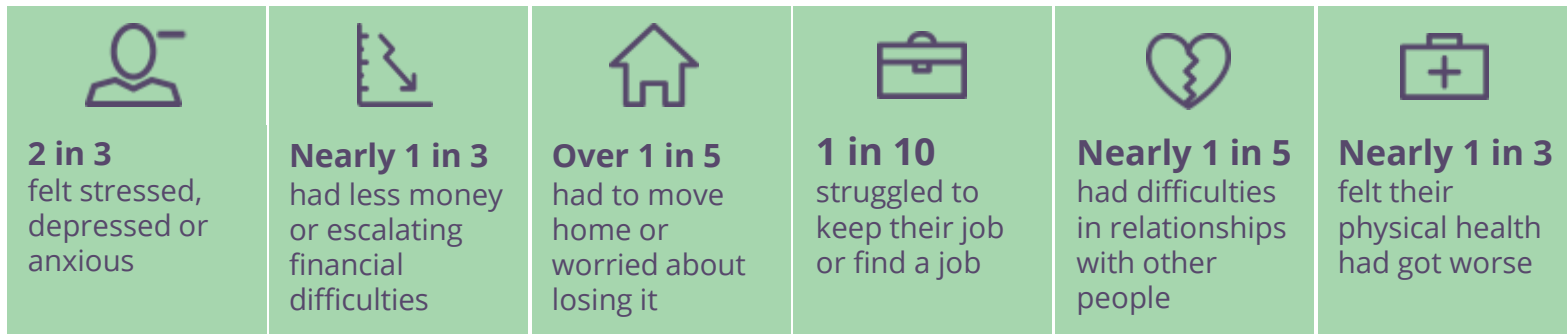 2 in 3
felt stressed,
depressed or
anxious
Nearly 1 in 3
had less money
or escalating
financial
difficulties
Over 1 in 5
had to move
home or
worried about
losing it
1 in 10
struggled to
keep their job
or find a job
Nearly 1 in 5
had difficulties
in relationships
with other
people
Nearly 1 in 3
felt their
physical health
had got worse